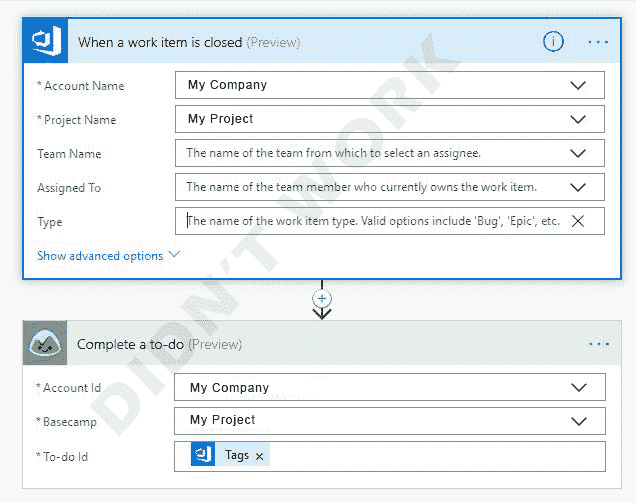 When a work item is closed (Preview)
* Account Name My Company
* Project Name My Project
Team Name The name of the team from which to select an assignee.
Assigned To The name of the team member who currently owns the work item.
Type The name of the work item type. Valid options include 'Bug', 'Epic', etc.
Show advanced options
Complete a to-do (Preview)
* Account Id My Company
* Basecamp My Project
* To-do Id Tags
DIDN'T WORK